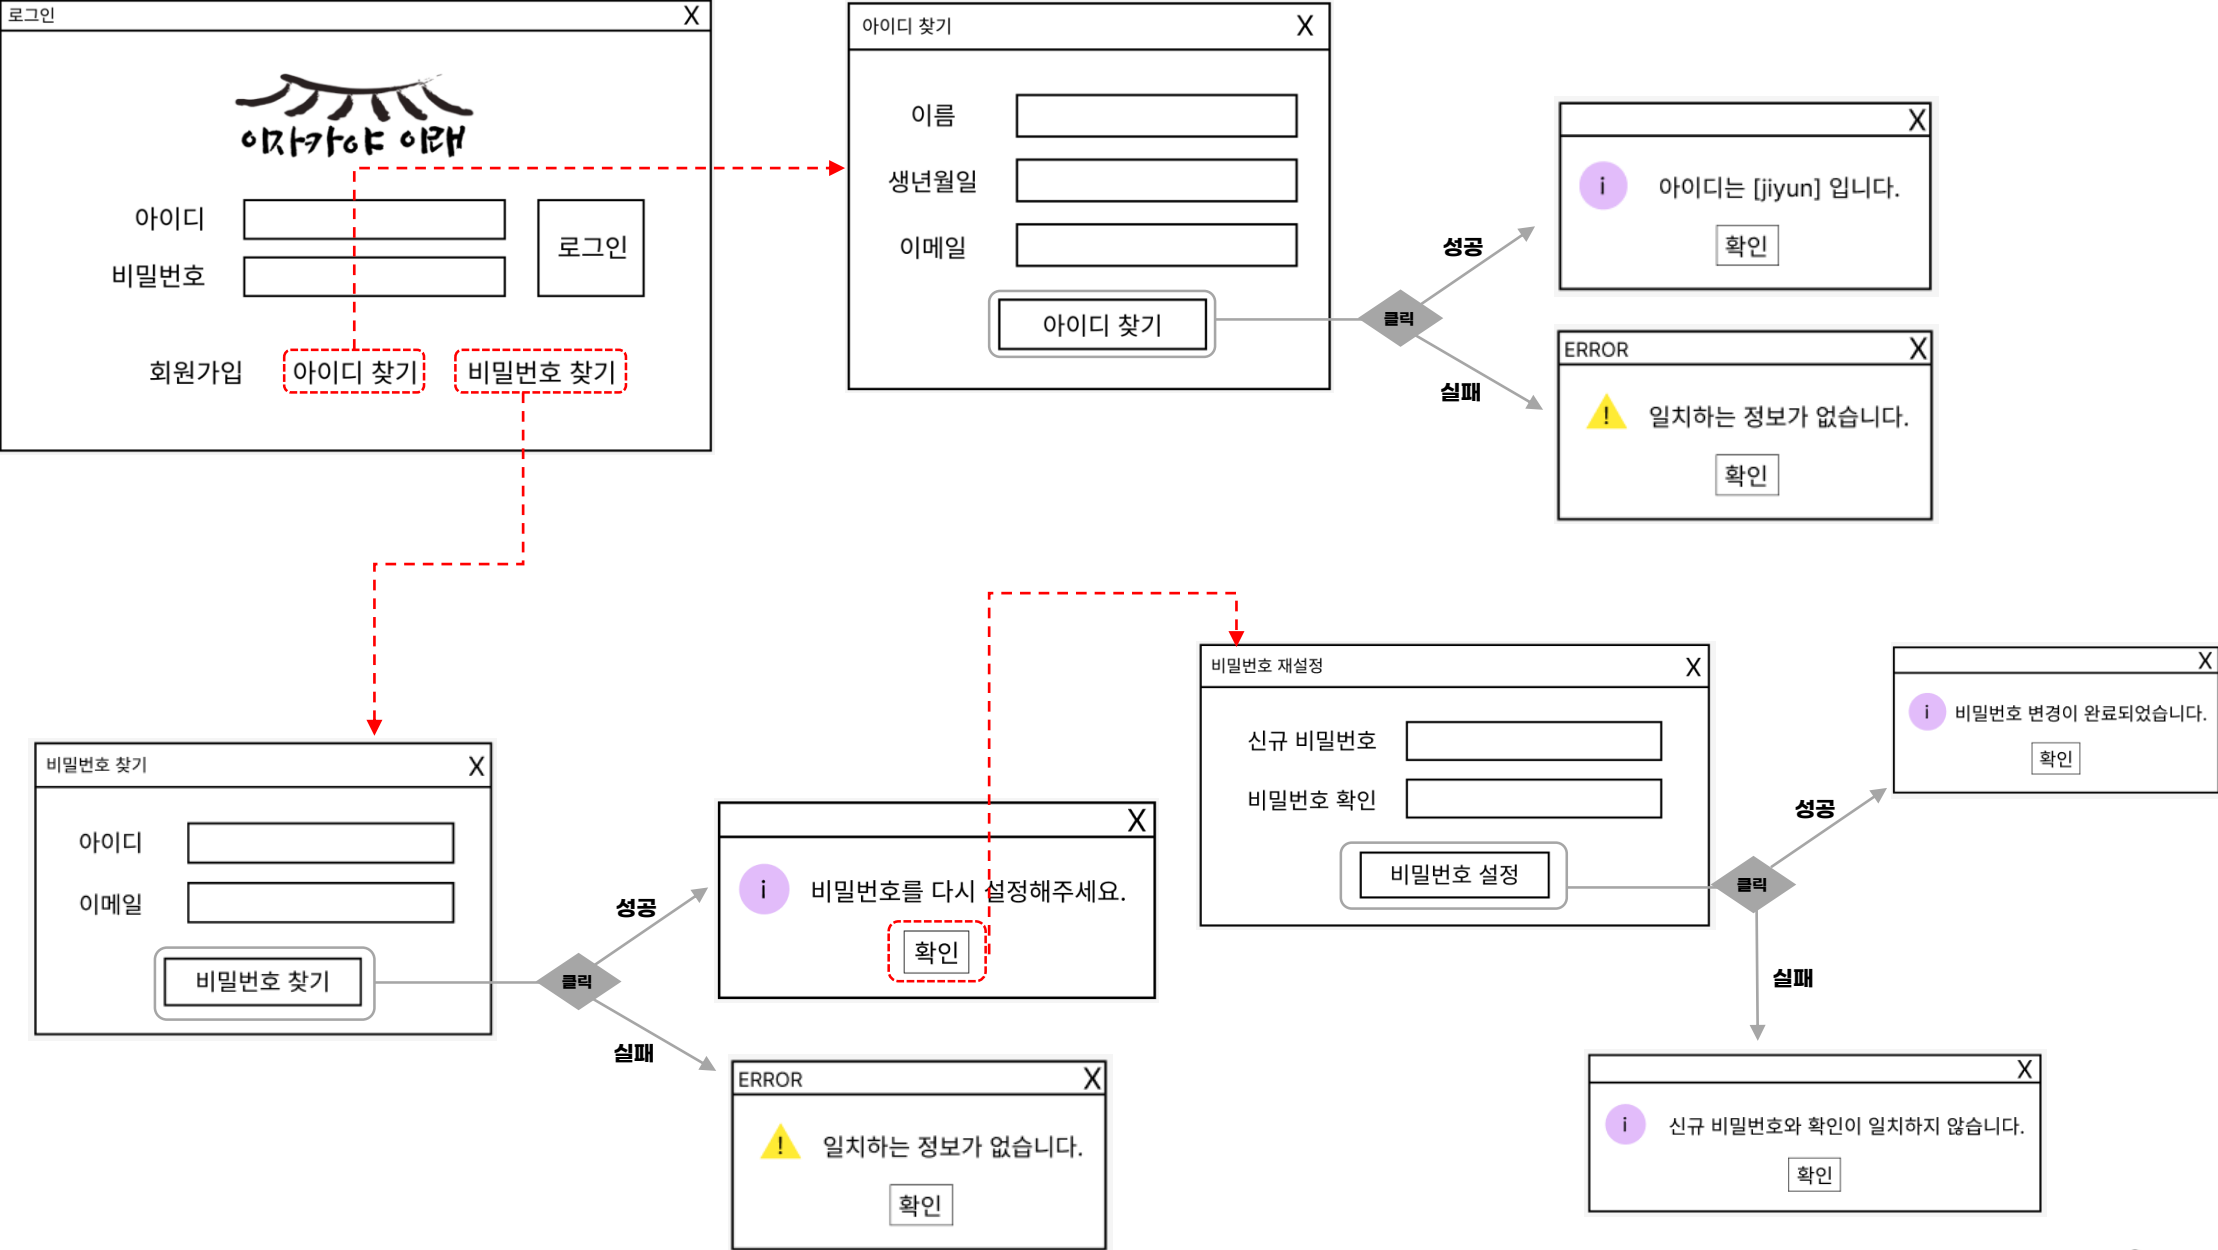 로그인
X
이자카야 이래
아이디
비밀번호
로그인
회원가입
아이디 찾기
비밀번호 찾기
아이디 찾기
X
이름
생년월일
이메일
아이디 찾기
클릭
성공
실패
X
i
아이디는 [jiyun] 입니다.
확인
ERROR
X
!
일치하는 정보가 없습니다.
확인
비밀번호 찾기
X
아이디
이메일
비밀번호 찾기
클릭
성공
실패
X
i
비밀번호를 다시 설정해주세요.
확인
ERROR
X
!
일치하는 정보가 없습니다.
확인
비밀번호 재설정
X
신규 비밀번호
비밀번호 확인
비밀번호 설정
클릭
성공
실패
X
i
비밀번호 변경이 완료되었습니다.
확인
X
i
신규 비밀번호와 확인이 일치하지 않습니다.
확인